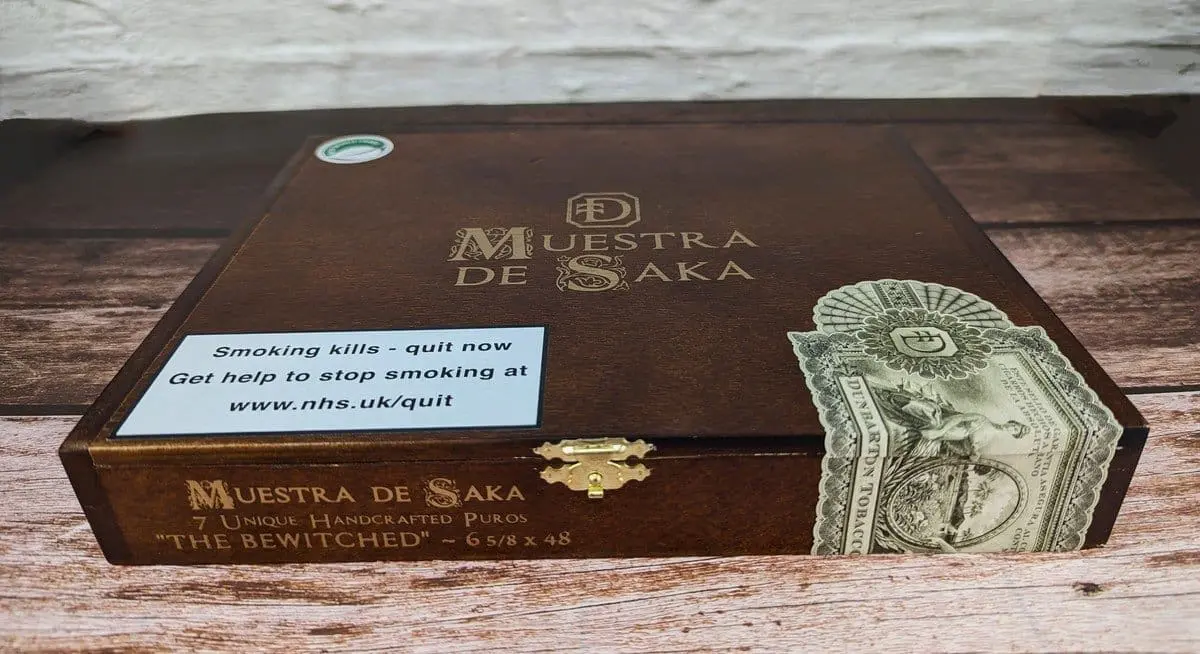 MUESTRA
DE SAKA
Smoking kills - quit now
Get help to stop smoking at
www.nhs.uk/quit
MUESTRA DE SAKA
7 UNIQUE HANDCRAFTED PUROS
"THE BEWITCHED" ~ 6 5/8 x 48
DUNBARTON TOBACCO